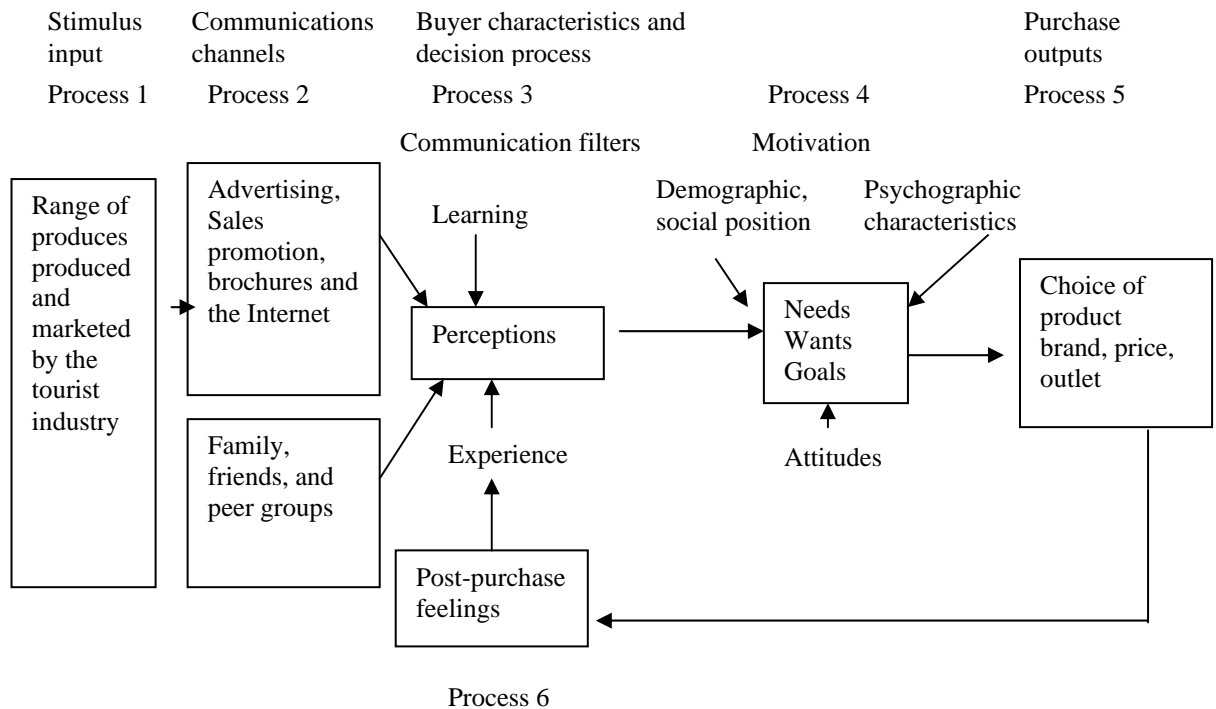 Stimulus
input
Communications
channels
Buyer characteristics and
decision process
Purchase
outputs
Process 1
Process 2
Process 3
Process 4
Process 5
Communication filters
Motivation
Range of
produces
produced
and
marketed
by the
tourist
industry
Advertising,
Sales
promotion,
brochures and
the Internet
Family,
friends, and
peer groups
Learning
Perceptions
Experience
Post-purchase
feelings
Demographic,
social position
Psychographic
characteristics
Needs
Wants
Goals
Attitudes
Choice of
product
brand, price,
outlet
Process 6